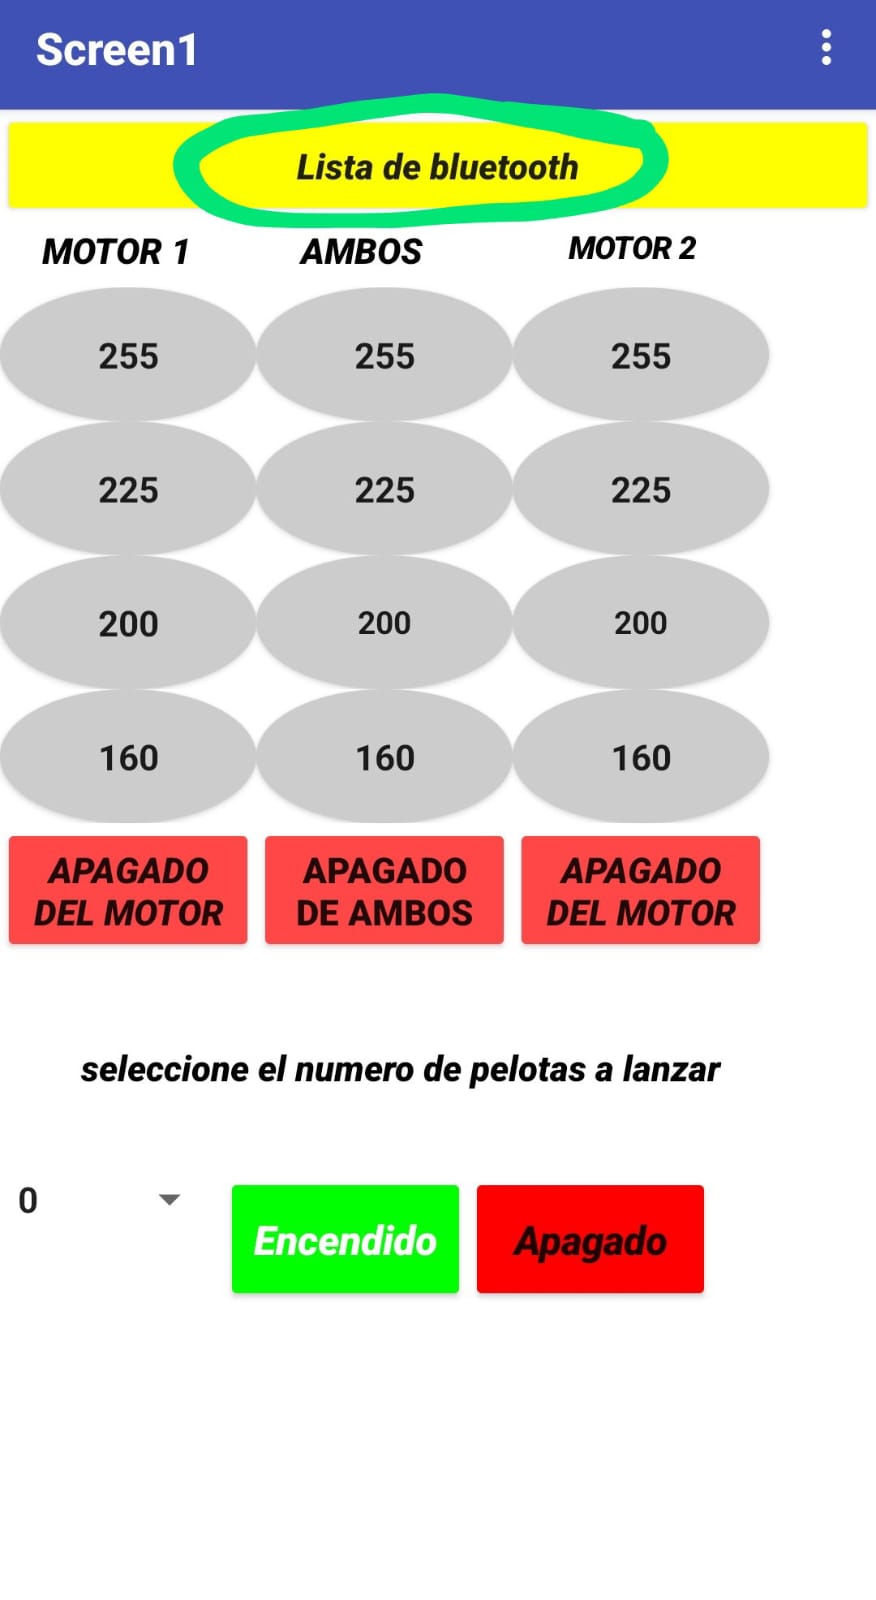 Screen1
Lista de bluetooth
MOTOR 1 AMBOS MOTOR 2
255 255 255
225 225 225
200 200 200
160 160 160
APAGADO APAGADO APAGADO
DEL MOTOR DE AMBOS DEL MOTOR
seleccione el numero de pelotas a lanzar
0 Encendido Apagado